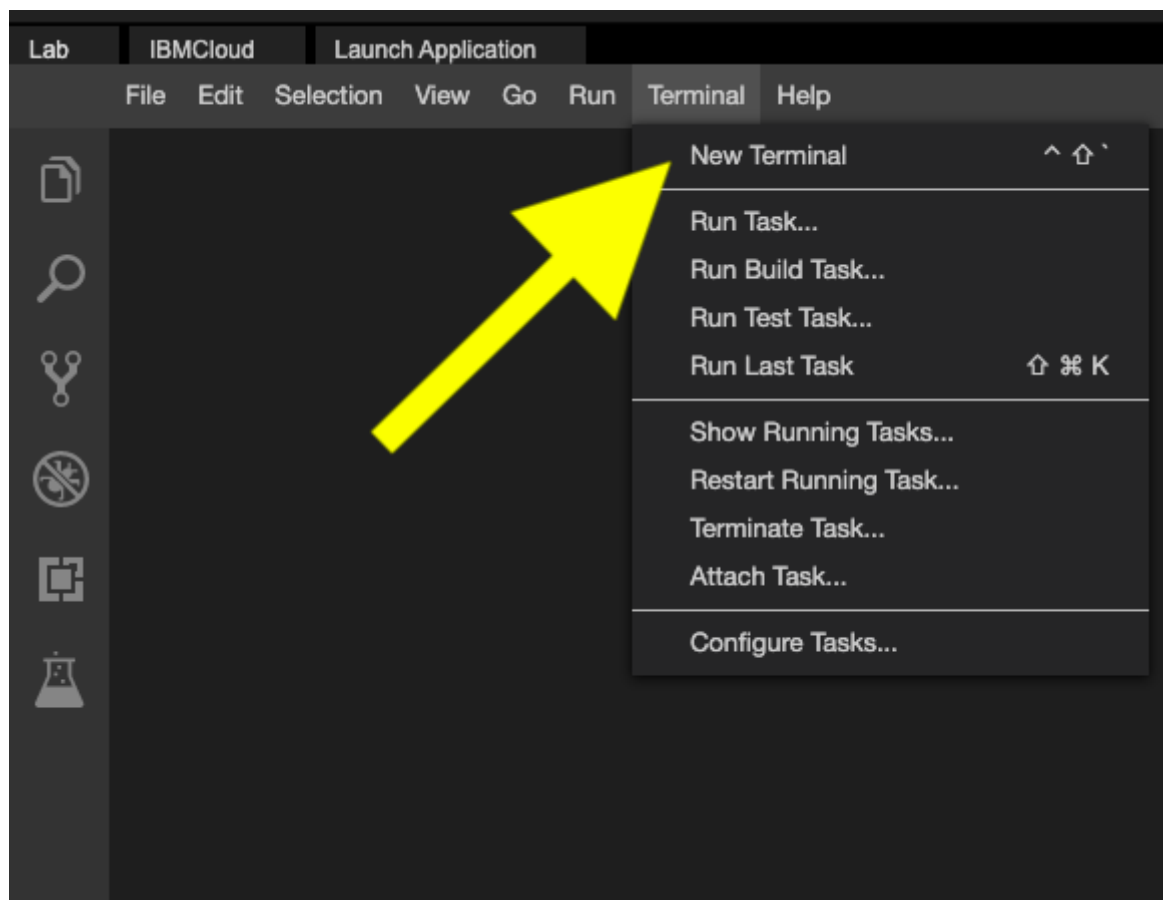 Lab IBMCloud Launch Application
File Edit Selection View Go Run Terminal Help
New Terminal ^ ⇧ `
Run Task...
Run Build Task...
Run Test Task...
Run Last Task ⇧ ⌘ K
Show Running Tasks...
Restart Running Task...
Terminate Task...
Attach Task...
Configure Tasks...